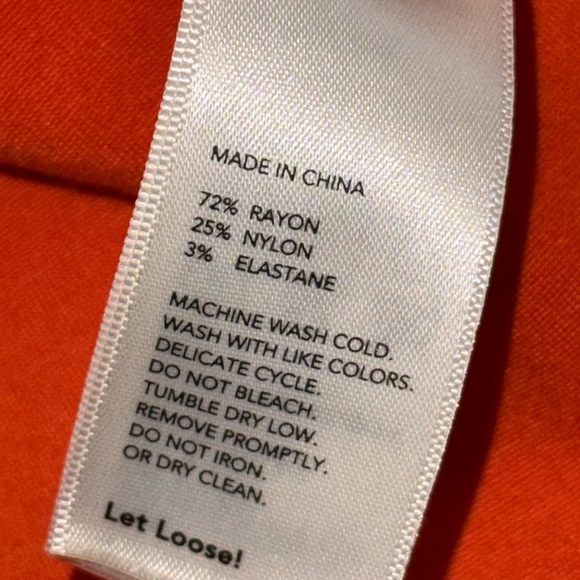 MADE IN CHINA
72% RAYON
25% NYLON
3% ELASTANE
MACHINE WASH COLD.
WASH WITH LIKE COLORS.
DELICATE CYCLE.
DO NOT BLEACH.
TUMBLE DRY LOW.
REMOVE PROMPTLY.
DO NOT IRON.
OR DRY CLEAN.
Let Loose!